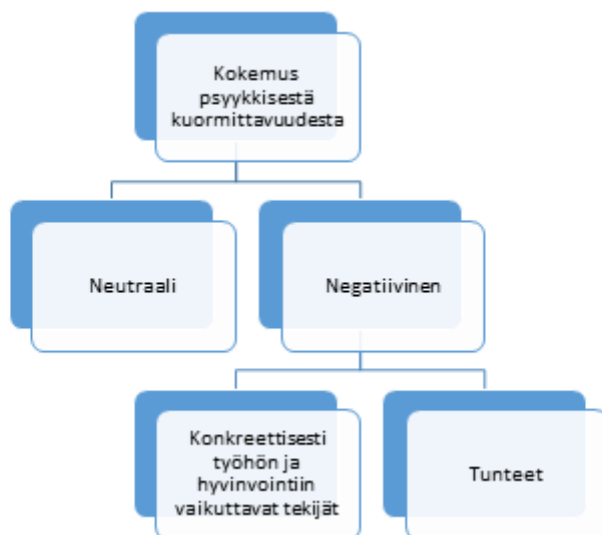 Kokemus
psyykkisestä
kuormittavuudesta
Neutraali
Negatiivinen
Konkreettisesti
työhön ja
hyvinvointiin
vaikuttavat tekijät
Tunteet